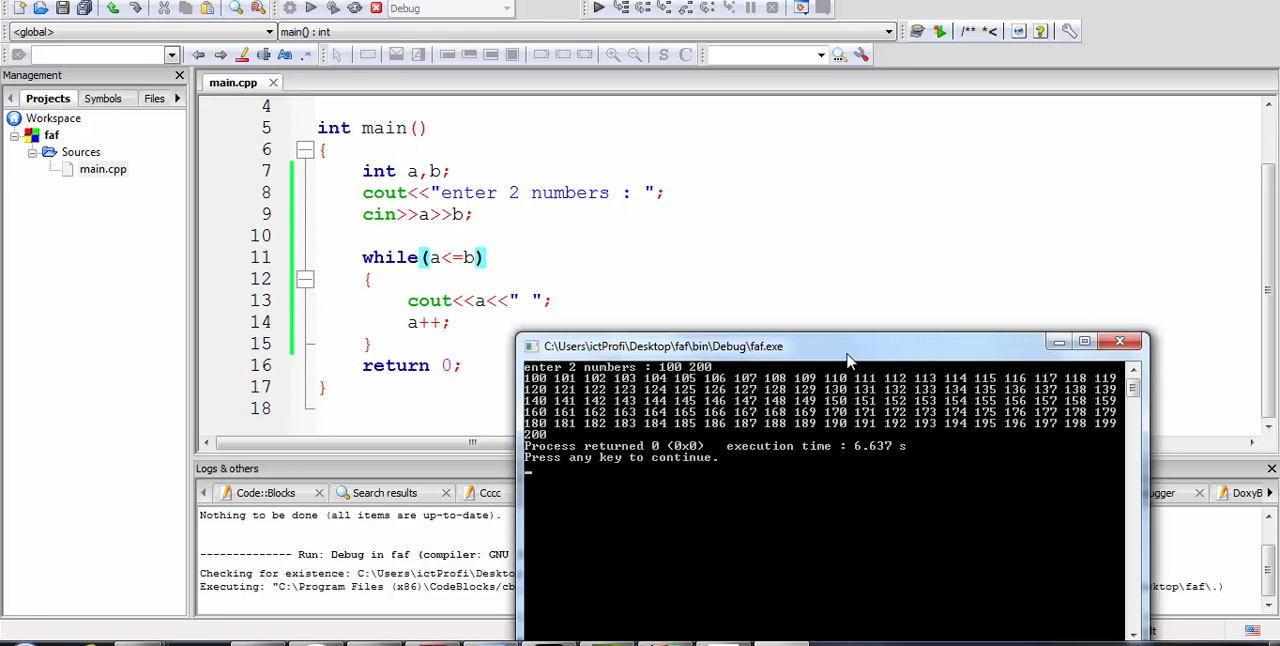 Debug
<global>
main() : int
/** *<
S C
Management
main.cpp
Projects Symbols Files
Workspace
faf
Sources
main.cpp
4
5 int main()
6 {
7 int a,b;
8 cout<<"enter 2 numbers : ";
9 cin>>a>>b;
10
11 while(a<=b)
12 {
13 cout<<a<<" ";
14 a++;
15 }
16 return 0;
17 }
18
C:\Users\ictProfi\Desktop\faf\bin\Debug\faf.exe
enter 2 numbers : 100 200
100 101 102 103 104 105 106 107 108 109 110 111 112 113 114 115 116 117 118 119
120 121 122 123 124 125 126 127 128 129 130 131 132 133 134 135 136 137 138 139
140 141 142 143 144 145 146 147 148 149 150 151 152 153 154 155 156 157 158 159
160 161 162 163 164 165 166 167 168 169 170 171 172 173 174 175 176 177 178 179
180 181 182 183 184 185 186 187 188 189 190 191 192 193 194 195 196 197 198 199
200
Process returned 0 (0x0) execution time : 6.637 s
Press any key to continue.
Logs & others
Code::Blocks Search results Cccc ugger DoxyB
Nothing to be done (all items are up-to-date).
-------------- Run: Debug in faf (compiler: GNU
Checking for existence: C:\Users\ictProfi\Deskto
Executing: "C:\Program Files (x86)\CodeBlocks/cb ktop\faf\.)
lt